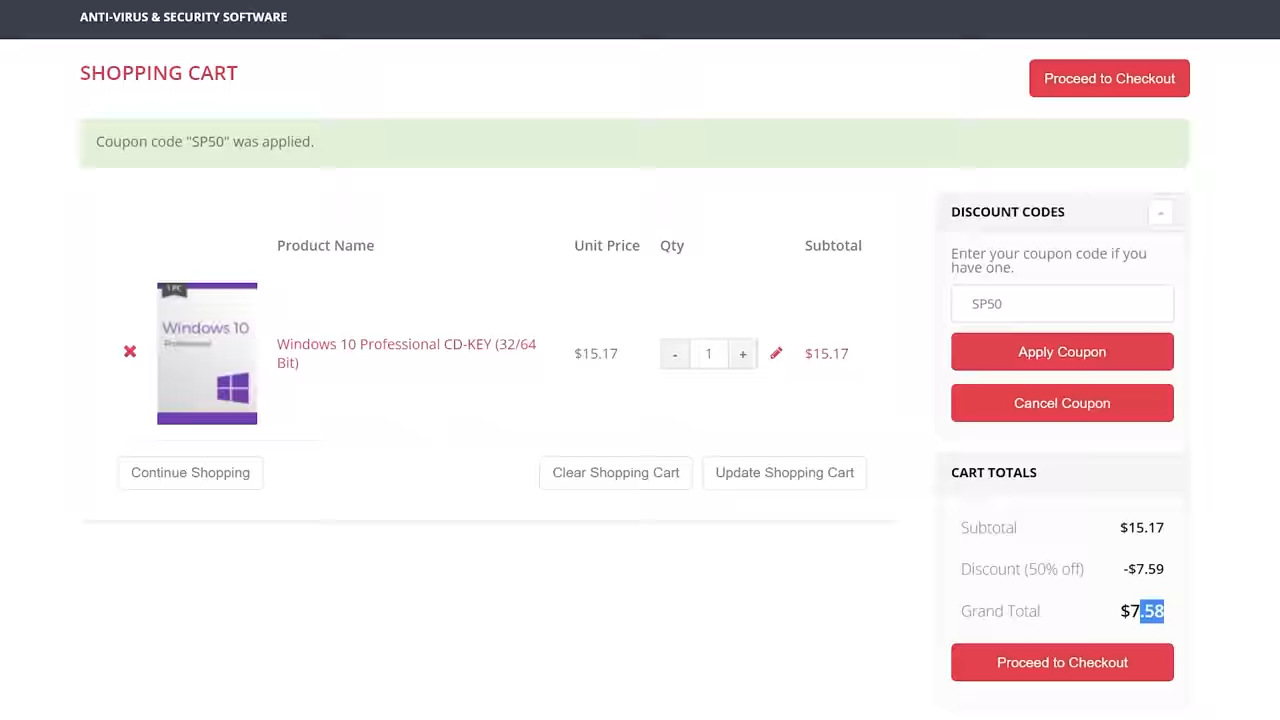 ANTI-VIRUS & SECURITY SOFTWARE
SHOPPING CART
Proceed to Checkout
Coupon code "SP50" was applied.
Product Name
Unit Price
Qty
Subtotal
1 PC
Windows 10
Windows 10 Professional CD-KEY (32/64
Bit)
$15.17
-
1
+
$15.17
Continue Shopping
Clear Shopping Cart
Update Shopping Cart
DISCOUNT CODES
Enter your coupon code if you
have one.
SP50
Apply Coupon
Cancel Coupon
CART TOTALS
Subtotal
$15.17
Discount (50% off)
-$7.59
Grand Total
$7.58
Proceed to Checkout